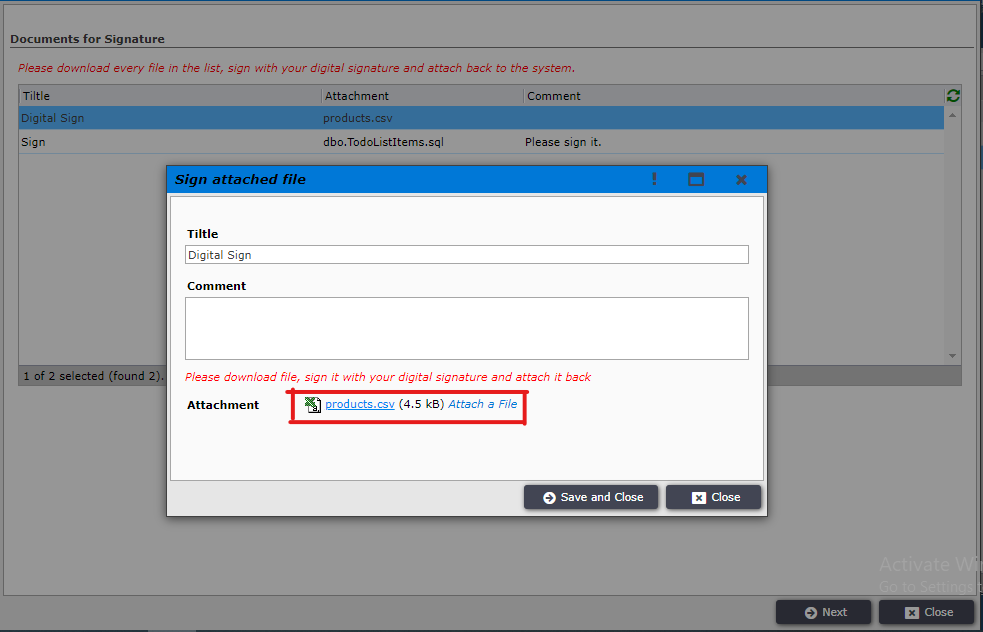 Documents for Signature
Please download every file in the list, sign with your digital signature and attach back to the system.
Tiltle Attachment Comment
Digital Sign products.csv
Sign dbo.TodoListItems.sql Please sign it.
Sign attached file
Tiltle
Digital Sign
Comment
1 of 2 selected (found 2).
Please download file, sign it with your digital signature and attach it back
Attachment products.csv (4.5 kB) Attach a File
Save and Close Close
Activate Win
Go to Settings t
Next Close